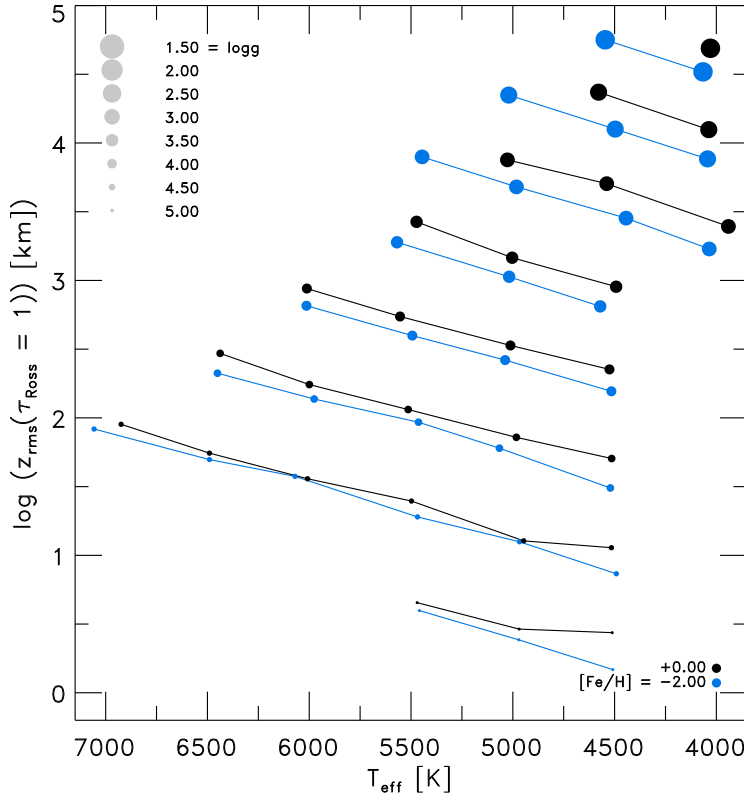 5
4
3
2
1
0
log (z_rms(τ_Ross = 1)) [km]
1.50 = logg
2.00
2.50
3.00
3.50
4.00
4.50
5.00
+0.00
[Fe/H] = −2.00
7000 6500 6000 5500 5000 4500 4000
T_eff [K]